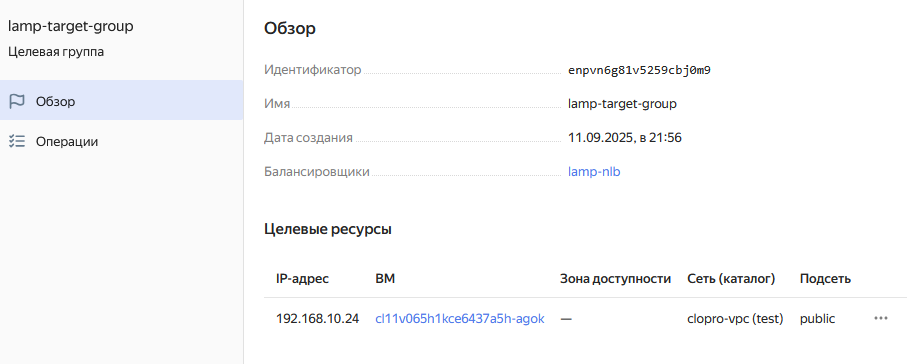 lamp-target-group
Целевая группа
Обзор
Операции
Обзор
Идентификатор enpvn6g81v5259cbj0m9
Имя lamp-target-group
Дата создания 11.09.2025, в 21:56
Балансировщики lamp-nlb
Целевые ресурсы
IP-адрес ВМ Зона доступности Сеть (каталог) Подсеть
192.168.10.24 cl11v065h1kce6437a5h-agok — clopro-vpc (test) public